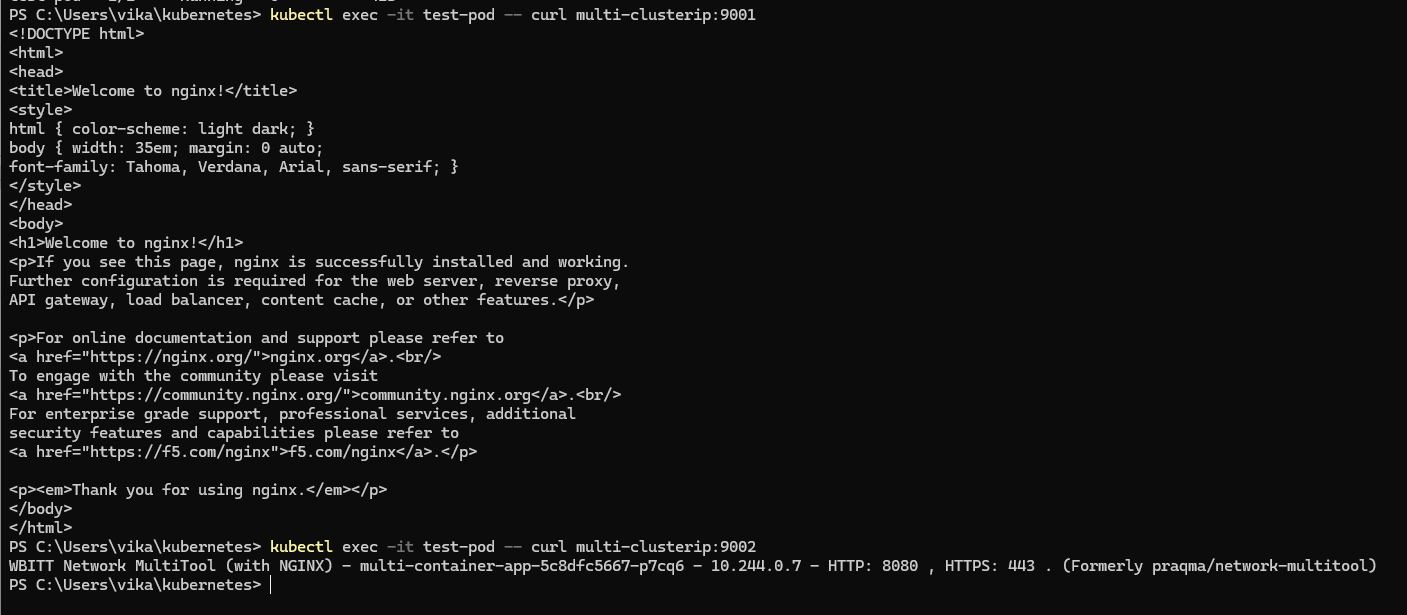 PS C:\Users\vika\kubernetes> kubectl exec -it test-pod -- curl multi-clusterip:9001
<!DOCTYPE html>
<html>
<head>
<title>Welcome to nginx!</title>
<style>
html { color-scheme: light dark; }
body { width: 35em; margin: 0 auto;
font-family: Tahoma, Verdana, Arial, sans-serif; }
</style>
</head>
<body>
<h1>Welcome to nginx!</h1>
<p>If you see this page, nginx is successfully installed and working.
Further configuration is required for the web server, reverse proxy,
API gateway, load balancer, content cache, or other features.</p>

<p>For online documentation and support please refer to
<a href="https://nginx.org/">nginx.org</a>.<br/>
To engage with the community please visit
<a href="https://community.nginx.org/">community.nginx.org</a>.<br/>
For enterprise grade support, professional services, additional
security features and capabilities please refer to
<a href="https://f5.com/nginx">f5.com/nginx</a>.</p>

<p><em>Thank you for using nginx.</em></p>
</body>
</html>
PS C:\Users\vika\kubernetes> kubectl exec -it test-pod -- curl multi-clusterip:9002
WBITT Network MultiTool (with NGINX) - multi-container-app-5c8dfc5667-p7cq6 - 10.244.0.7 - HTTP: 8080 , HTTPS: 443 . (Formerly praqma/network-multitool)
PS C:\Users\vika\kubernetes>